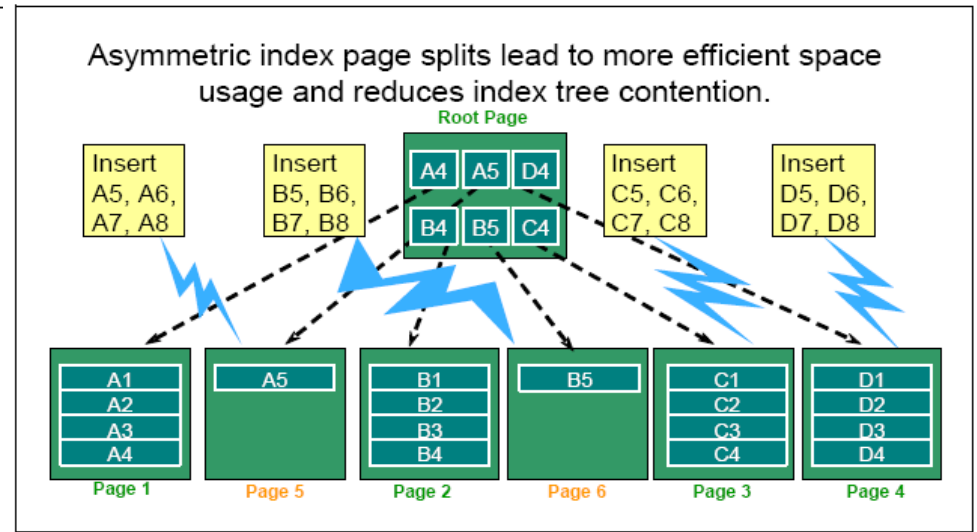 Asymmetric index page splits lead to more efficient space
usage and reduces index tree contention.
Root Page
Insert
A5, A6,
A7, A8
Insert
B5, B6,
B7, B8
A4 A5 D4
B4 B5 C4
Insert
C5, C6,
C7, C8
Insert
D5, D6,
D7, D8
A1
A2
A3
A4
Page 1
A5
Page 5
B1
B2
B3
B4
Page 2
B5
Page 6
C1
C2
C3
C4
Page 3
D1
D2
D3
D4
Page 4